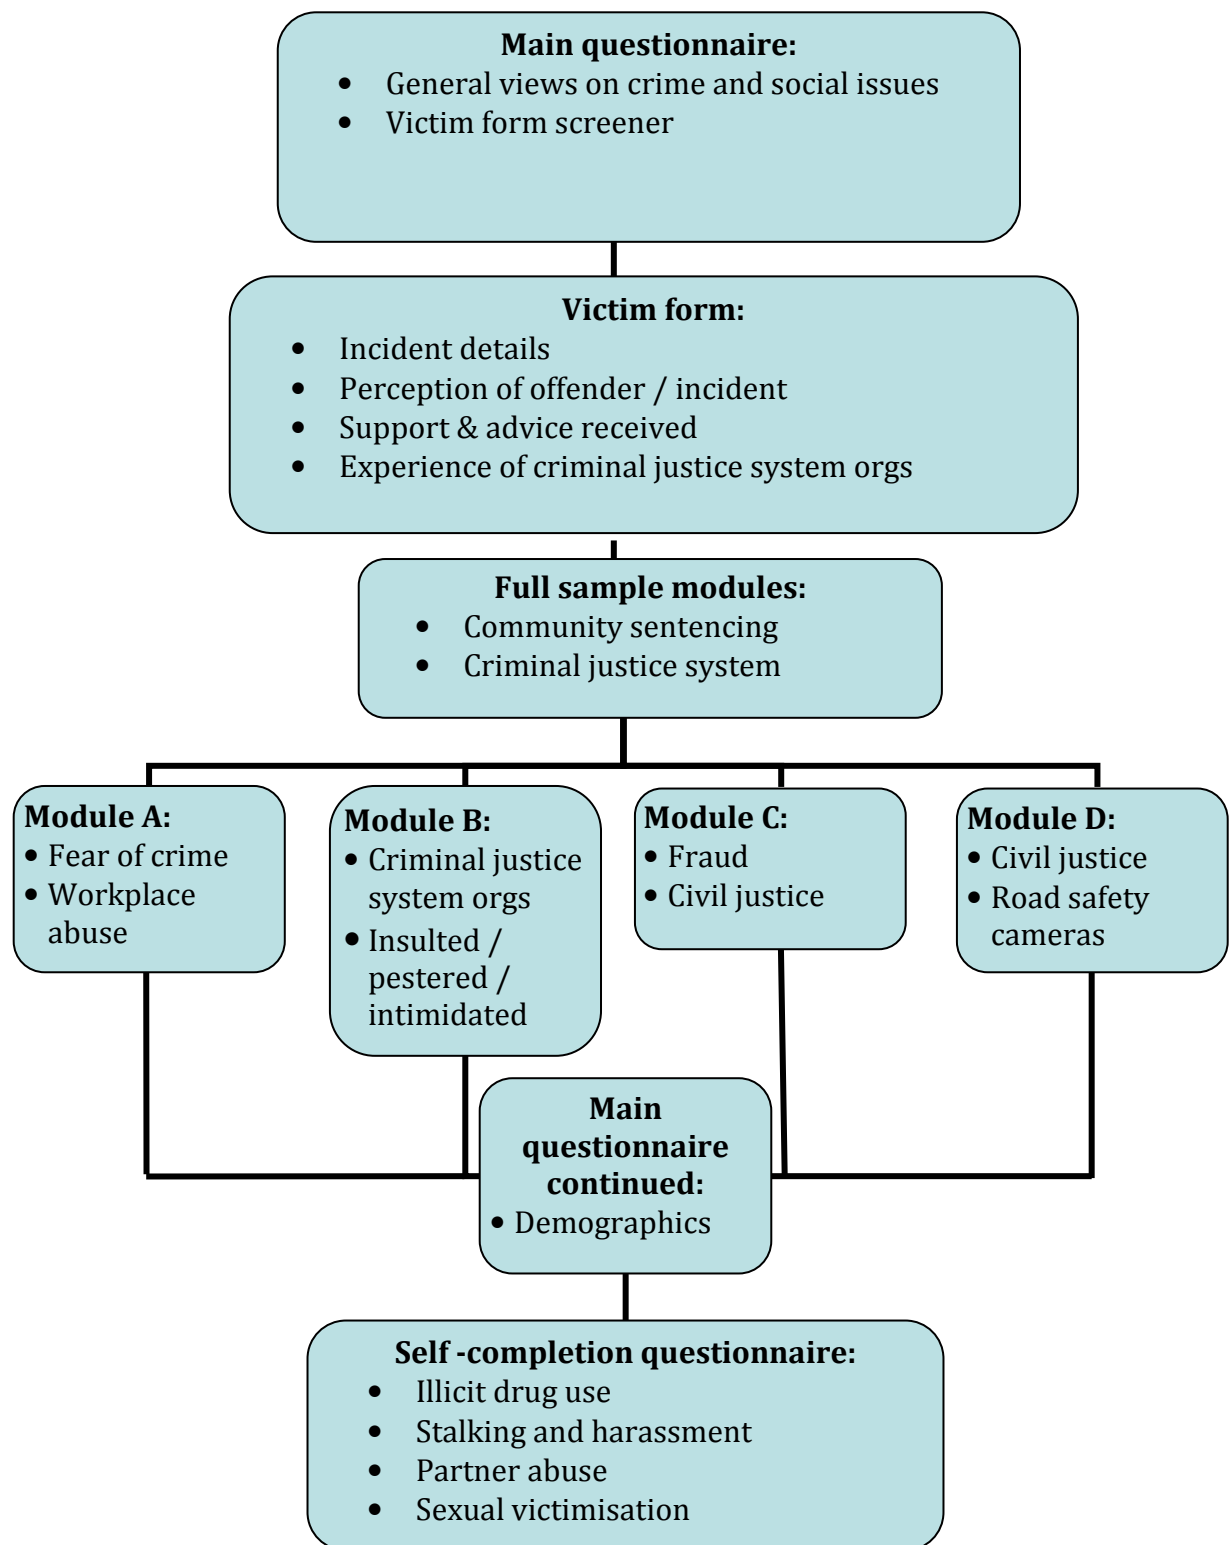 Main questionnaire:
• General views on crime and social issues
• Victim form screener
Victim form:
• Incident details
• Perception of offender / incident
• Support & advice received
• Experience of criminal justice system orgs
Full sample modules:
• Community sentencing
• Criminal justice system
Module A:
• Fear of crime
• Workplace
abuse
Module B:
• Criminal justice
system orgs
• Insulted /
pestered /
intimidated
Module C:
• Fraud
• Civil justice
Module D:
• Civil justice
• Road safety
cameras
Main
questionnaire
continued:
• Demographics
Self -completion questionnaire:
• Illicit drug use
• Stalking and harassment
• Partner abuse
• Sexual victimisation